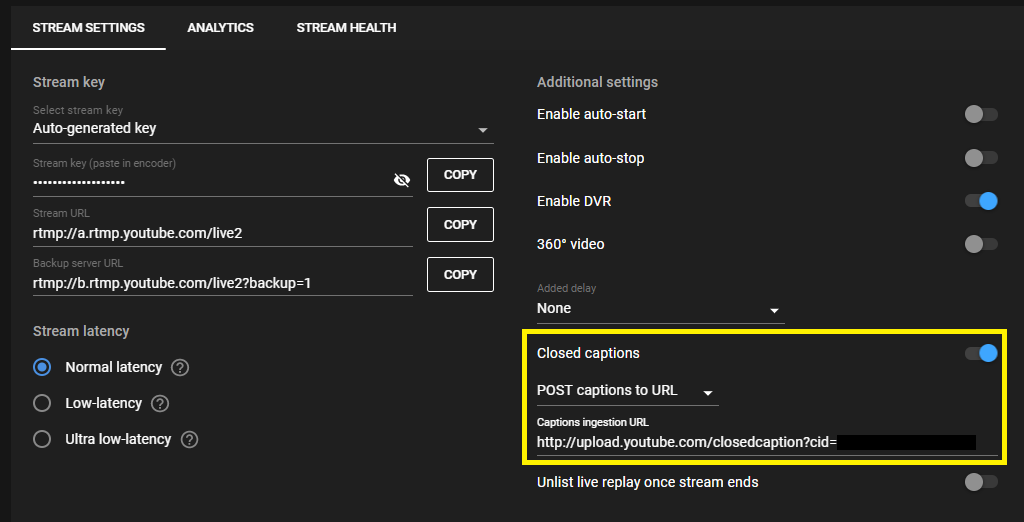 STREAM SETTINGS
ANALYTICS
STREAM HEALTH
Stream key
Select stream key
Auto-generated key
Stream key (paste in encoder)
•••••••••••••••••••
COPY
Stream URL
rtmp://a.rtmp.youtube.com/live2
COPY
Backup server URL
rtmp://b.rtmp.youtube.com/live2?backup=1
COPY
Stream latency
Normal latency ?
Low-latency ?
Ultra low-latency ?
Additional settings
Enable auto-start
Enable auto-stop
Enable DVR
360° video
Added delay
None
Closed captions
POST captions to URL
Captions ingestion URL
http://upload.youtube.com/closedcaption?cid=
Unlist live replay once stream ends